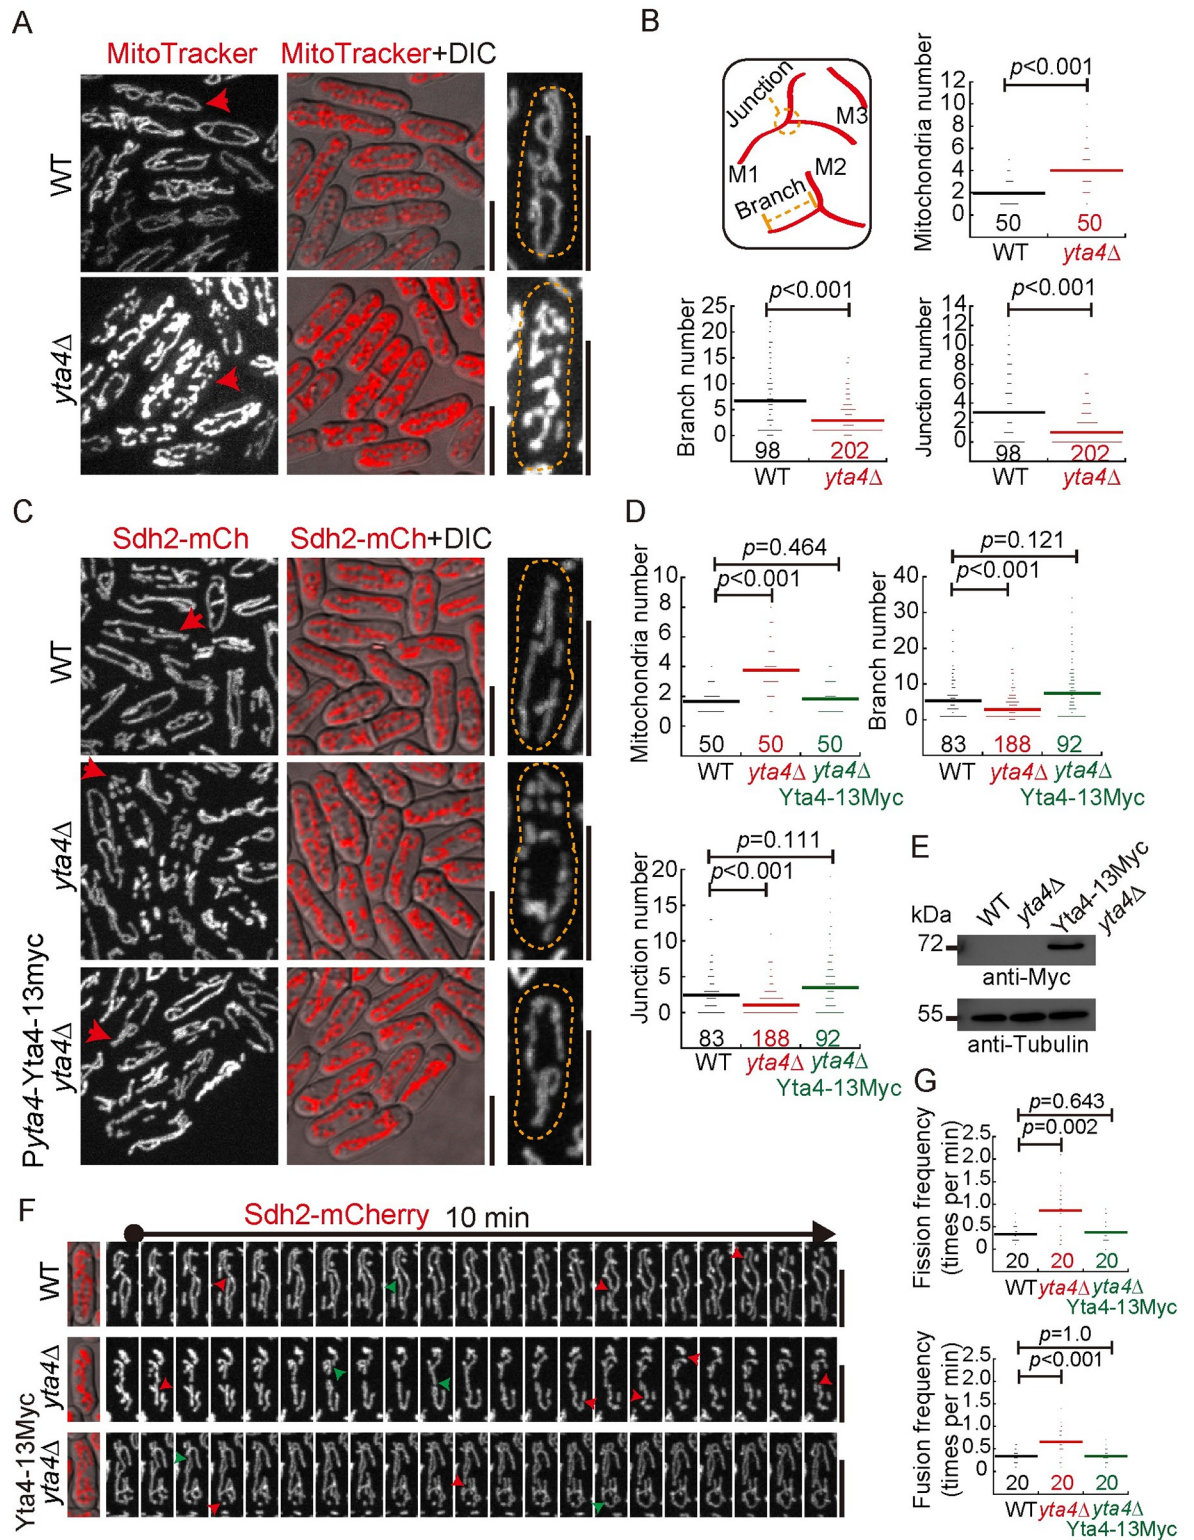 A
MitoTracker
MitoTracker+DIC
WT
yta4Δ
B
Junction
M3
M1
M2
Branch
Mitochondria number
12
10
8
6
4
2
0
p<0.001
50
50
WT
yta4Δ
Branch number
25
20
15
10
5
0
p<0.001
98
202
WT
yta4Δ
Junction number
14
12
10
8
6
4
2
0
p<0.001
98
202
WT
yta4Δ
C
Sdh2-mCh
Sdh2-mCh+DIC
WT
yta4Δ
Pyta4-Yta4-13myc
yta4Δ
D
Mitochondria number
8
6
4
2
0
p=0.464
p<0.001
50
50
50
WT
yta4Δ
yta4Δ
Yta4-13Myc
Branch number
40
30
20
10
0
p=0.121
p<0.001
83
188
92
WT
yta4Δ
yta4Δ
Yta4-13Myc
Junction number
20
15
10
5
0
p=0.111
p<0.001
83
188
92
WT
yta4Δ
yta4Δ
Yta4-13Myc
E
kDa
WT
yta4Δ
Yta4-13Myc
yta4Δ
72
anti-Myc
55
anti-Tubulin
F
Sdh2-mCherry 10 min
WT
yta4Δ
Yta4-13Myc
yta4Δ
G
Fission frequency
(times per min)
2.5
2.0
1.5
1.0
0.5
0
p=0.643
p=0.002
20
20
20
WT
yta4Δ
yta4Δ
Yta4-13Myc
Fusion frequency
(times per min)
2.5
2.0
1.5
1.0
0.5
0
p=1.0
p<0.001
20
20
20
WT
yta4Δ
yta4Δ
Yta4-13Myc